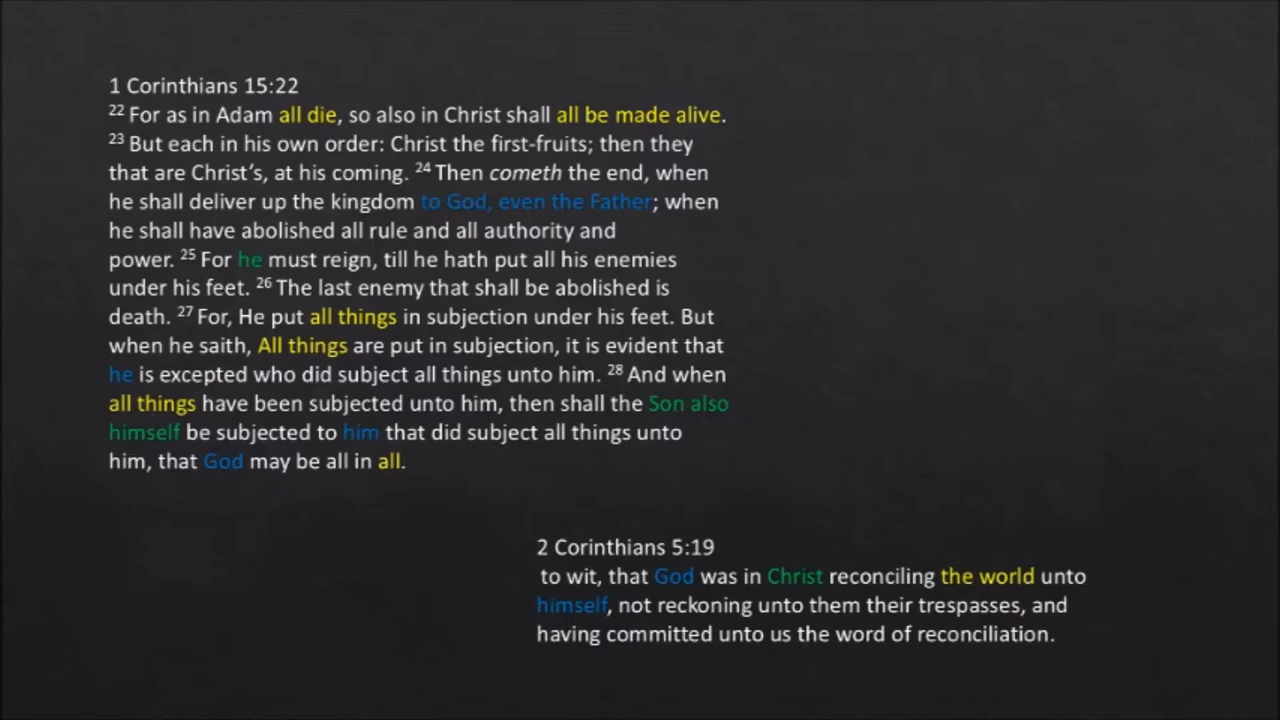 1 Corinthians 15:22
22 For as in Adam all die, so also in Christ shall all be made alive.
23 But each in his own order: Christ the first-fruits; then they
that are Christ’s, at his coming. 24 Then cometh the end, when
he shall deliver up the kingdom to God, even the Father; when
he shall have abolished all rule and all authority and
power. 25 For he must reign, till he hath put all his enemies
under his feet. 26 The last enemy that shall be abolished is
death. 27 For, He put all things in subjection under his feet. But
when he saith, All things are put in subjection, it is evident that
he is excepted who did subject all things unto him. 28 And when
all things have been subjected unto him, then shall the Son also
himself be subjected to him that did subject all things unto
him, that God may be all in all.
2 Corinthians 5:19
to wit, that God was in Christ reconciling the world unto
himself, not reckoning unto them their trespasses, and
having committed unto us the word of reconciliation.